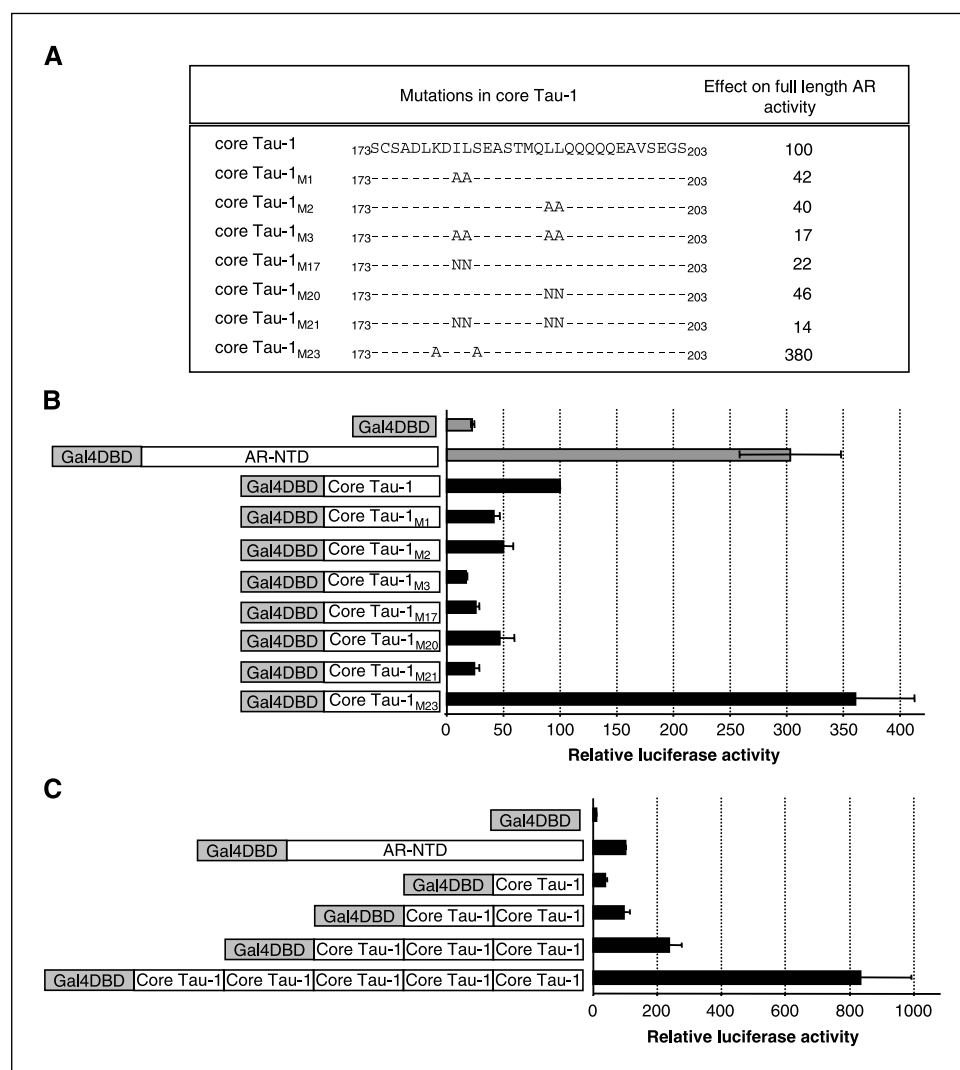 A
Mutations in core Tau-1
Effect on full length AR activity
core Tau-1 173SCSADLKDILSEASTMQLLQQQQQEAVSEGS203 100
core Tau-1M1 173--------AA---------------------203 42
core Tau-1M2 173-----------------AA------------203 40
core Tau-1M3 173--------AA-------AA------------203 17
core Tau-1M17 173--------NN---------------------203 22
core Tau-1M20 173-----------------NN------------203 46
core Tau-1M21 173--------NN-------NN------------203 14
core Tau-1M23 173------A---A--------------------203 380
B
Gal4DBD
Gal4DBD AR-NTD
Gal4DBD Core Tau-1
Gal4DBD Core Tau-1M1
Gal4DBD Core Tau-1M2
Gal4DBD Core Tau-1M3
Gal4DBD Core Tau-1M17
Gal4DBD Core Tau-1M20
Gal4DBD Core Tau-1M21
Gal4DBD Core Tau-1M23
0 50 100 150 200 250 300 350 400
Relative luciferase activity
C
Gal4DBD
Gal4DBD AR-NTD
Gal4DBD Core Tau-1
Gal4DBD Core Tau-1 Core Tau-1
Gal4DBD Core Tau-1 Core Tau-1 Core Tau-1
Gal4DBD Core Tau-1 Core Tau-1 Core Tau-1 Core Tau-1 Core Tau-1
0 200 400 600 800 1000
Relative luciferase activity